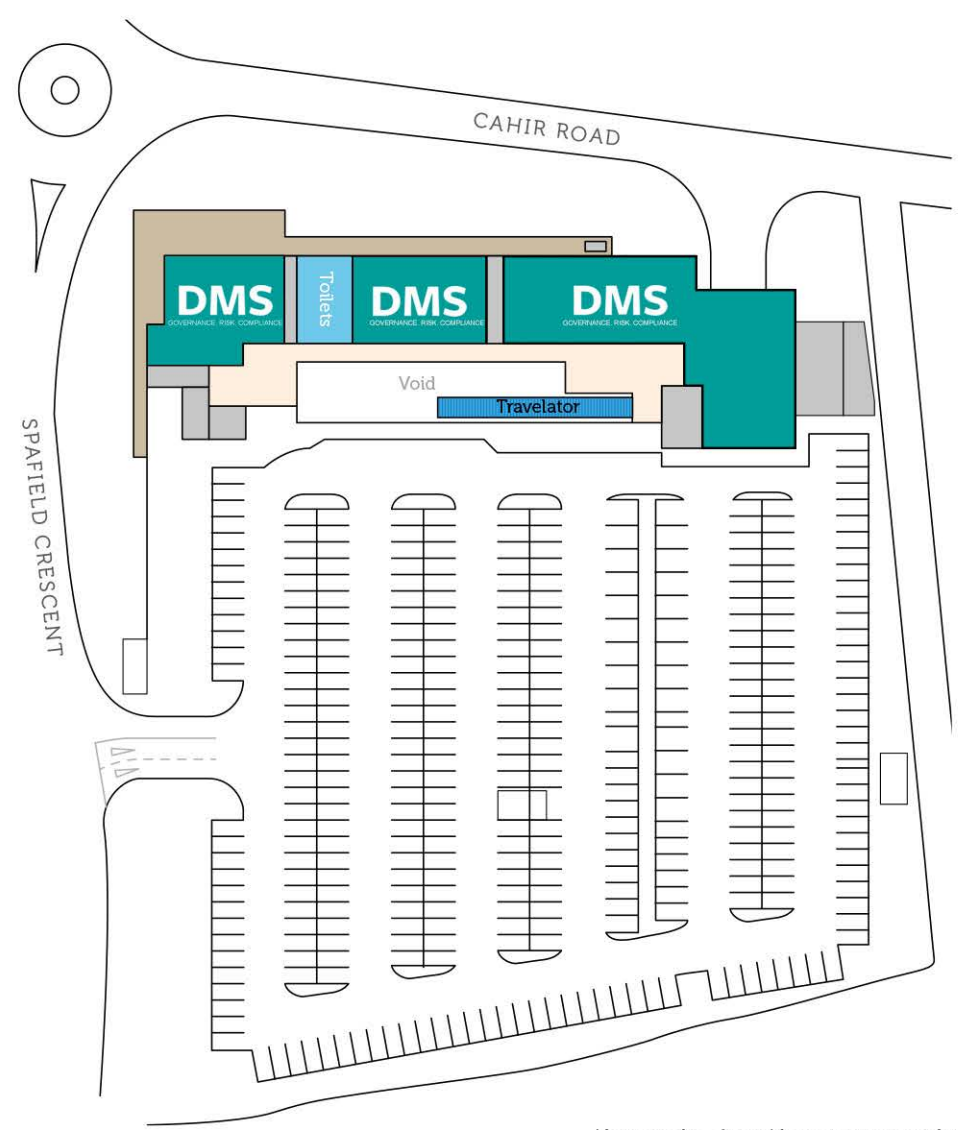 CAHIR ROAD
DMS
GOVERNANCE. RISK. COMPLIANCE
Toilets
DMS
GOVERNANCE. RISK. COMPLIANCE
DMS
GOVERNANCE. RISK. COMPLIANCE
Void
Travelator
SPAFIELD CRESCENT